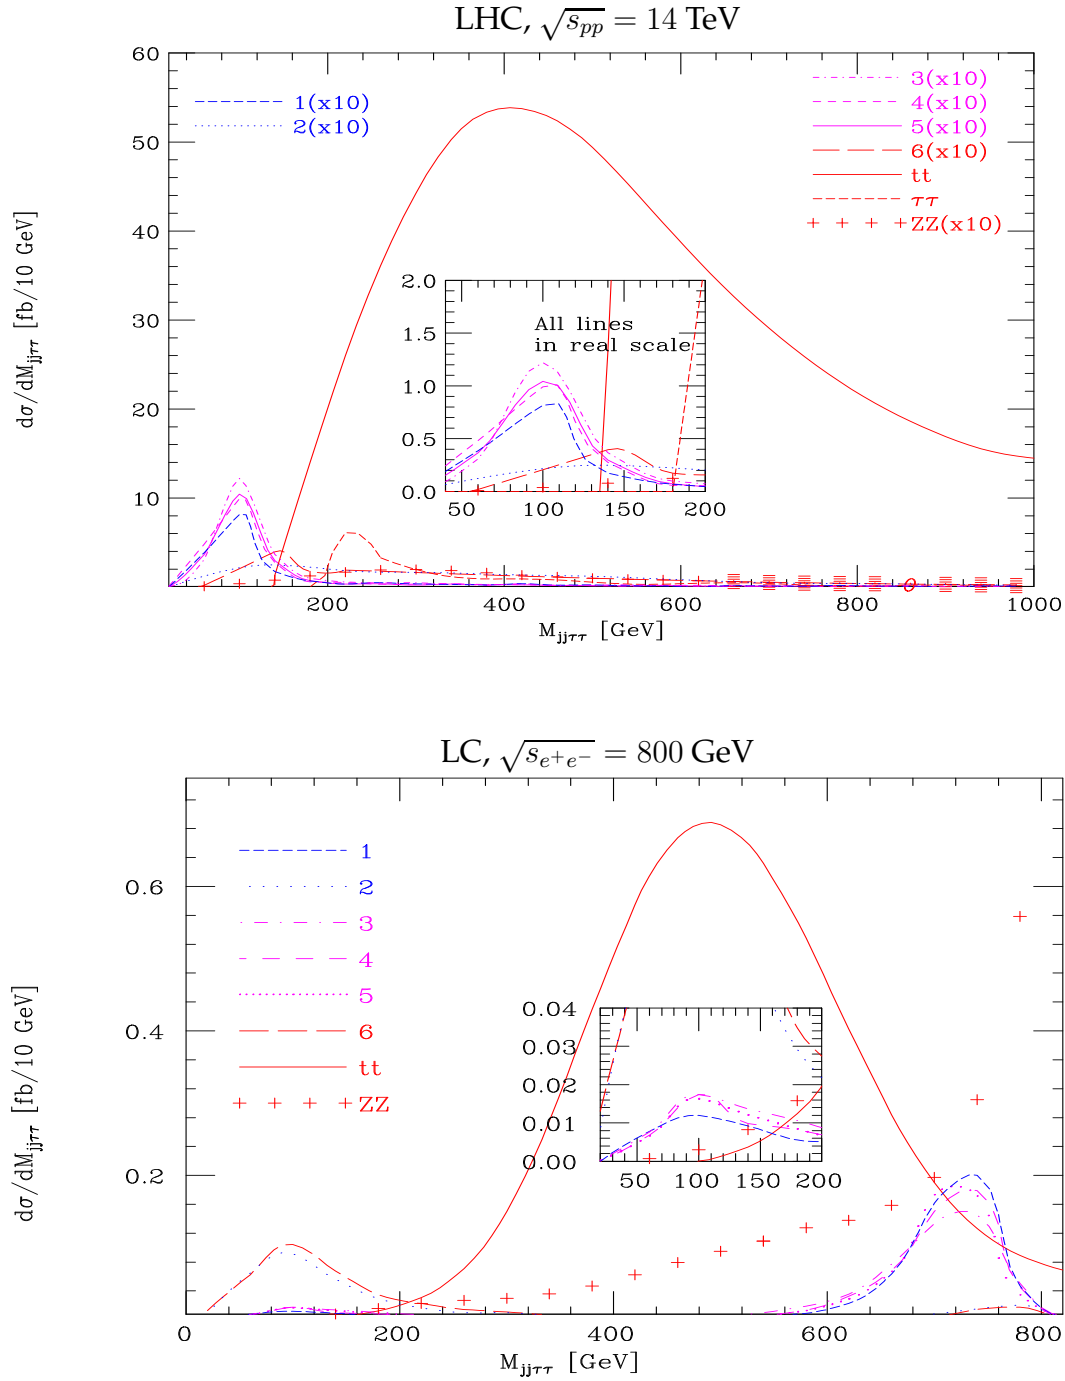 LHC, √s_pp = 14 TeV
60
50
40
30
20
10
dσ/dM_jjττ [fb/10 GeV]
1(x10)
2(x10)
3(x10)
4(x10)
5(x10)
6(x10)
tt
ττ
ZZ(x10)
2.0
1.5
1.0
0.5
0.0
All lines
in real scale
50 100 150 200
200 400 600 800 1000
0
M_jjττ [GeV]
LC, √s_e⁺e⁻ = 800 GeV
0.6
0.4
0.2
dσ/dM_jjττ [fb/10 GeV]
1
2
3
4
5
6
tt
ZZ
0.04
0.03
0.02
0.01
0.00
50 100 150 200
0 200 400 600 800
M_jjττ [GeV]